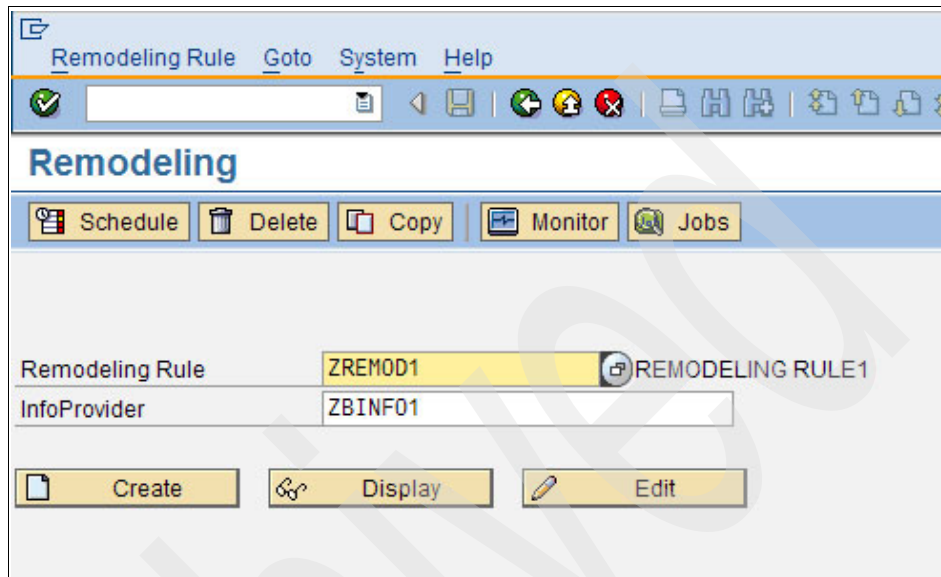 Remodeling Rule Goto System Help
Remodeling
Schedule Delete Copy Monitor Jobs
Remodeling Rule ZREMOD1 REMODELING RULE1
InfoProvider ZBINFO1
Create Display Edit